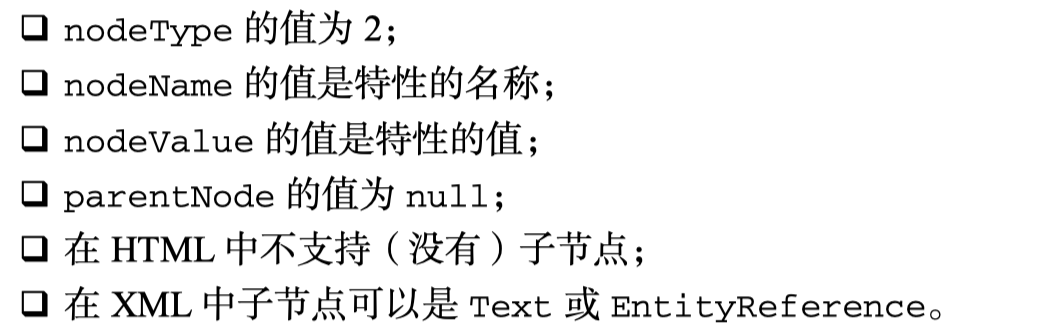 ❑ nodeType 的值为 2；
❑ nodeName 的值是特性的名称；
❑ nodeValue 的值是特性的值；
❑ parentNode 的值为 null；
❑ 在 HTML 中不支持（没有）子节点；
❑ 在 XML 中子节点可以是 Text 或 EntityReference。